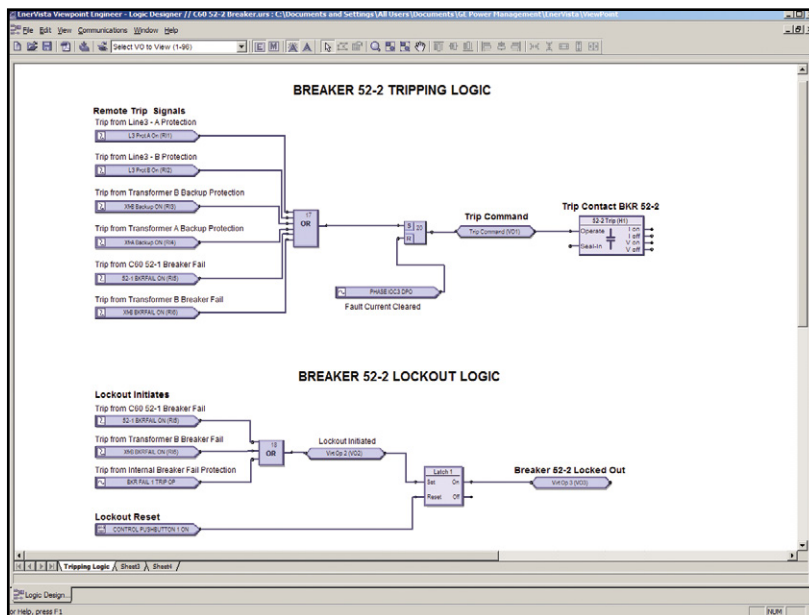 EnerVista Viewpoint Engineer - Logic Designer // C60 52-2 Breaker.urs : C:\Documents and Settings\All Users\Documents\GE Power Management\EnerVista\ViewPoint
File Edit View Communications Window Help
Select VO to View (1-96)
BREAKER 52-2 TRIPPING LOGIC
Remote Trip Signals
Trip from Line3 - A Protection
L3 Prot A On (RI1)
Trip from Line3 - B Protection
L3 Prot B On (RI2)
Trip from Transformer B Backup Protection
Backup ON (RI3)
Trip from Transformer A Backup Protection
Backup ON (RI4)
Trip from C60 52-1 Breaker Fail
52-1 BKRFAIL ON (RI5)
Trip from Transformer B Breaker Fail
BKRFAIL ON (RI6)
17
OR
S 20
R
PHASE IOC3 DPO
Fault Current Cleared
Trip Command
Trip Command (VO1)
Trip Contact BKR 52-2
52-2 Trip (H1)
Operate
Seal-In
I on
I off
V on
V off
BREAKER 52-2 LOCKOUT LOGIC
Lockout Initiates
Trip from C60 52-1 Breaker Fail
52-1 BKRFAIL ON (RI5)
Trip from Transformer B Breaker Fail
BKRFAIL ON (RI6)
Trip from Internal Breaker Fail Protection
BKR FAIL 1 TRIP OP
OR
Lockout Initiated
Virt Op 2 (VO2)
Latch 1
Set On
Reset Off
Breaker 52-2 Locked Out
Virt Op 3 (VO3)
Lockout Reset
CONTROL PUSHBUTTON 1 ON
Tripping Logic Sheet3 Sheet4
Logic Design...
or Help, press F1
NUM